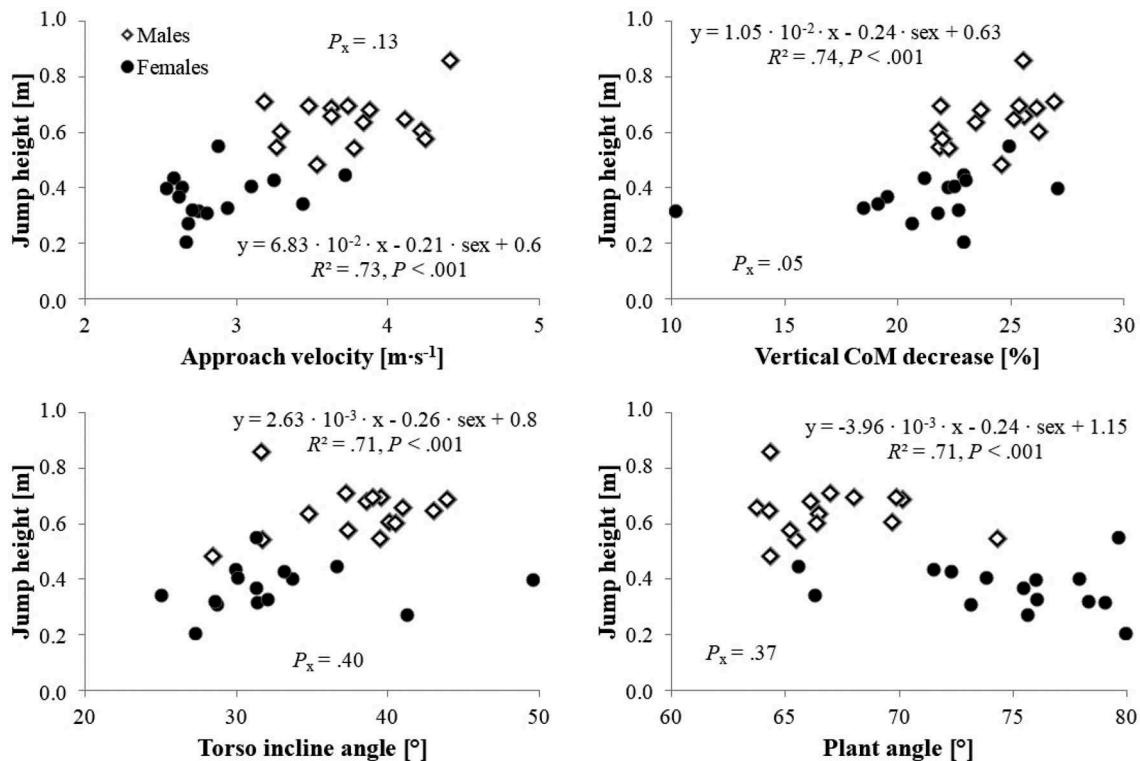 Jump height [m]
1.0
0.8
0.6
0.4
0.2
0.0
Males
Females
Pₓ = .13
y = 6.83 · 10⁻² · x - 0.21 · sex + 0.6
R² = .73, P < .001
2 3 4 5
Approach velocity [m·s⁻¹]
Jump height [m]
1.0
0.8
0.6
0.4
0.2
0.0
y = 1.05 · 10⁻² · x - 0.24 · sex + 0.63
R² = .74, P < .001
Pₓ = .05
10 15 20 25 30
Vertical CoM decrease [%]
Jump height [m]
1.0
0.8
0.6
0.4
0.2
0.0
y = 2.63 · 10⁻³ · x - 0.26 · sex + 0.8
R² = .71, P < .001
Pₓ = .40
20 30 40 50
Torso incline angle [°]
Jump height [m]
1.0
0.8
0.6
0.4
0.2
0.0
y = -3.96 · 10⁻³ · x - 0.24 · sex + 1.15
R² = .71, P < .001
Pₓ = .37
60 65 70 75 80
Plant angle [°]